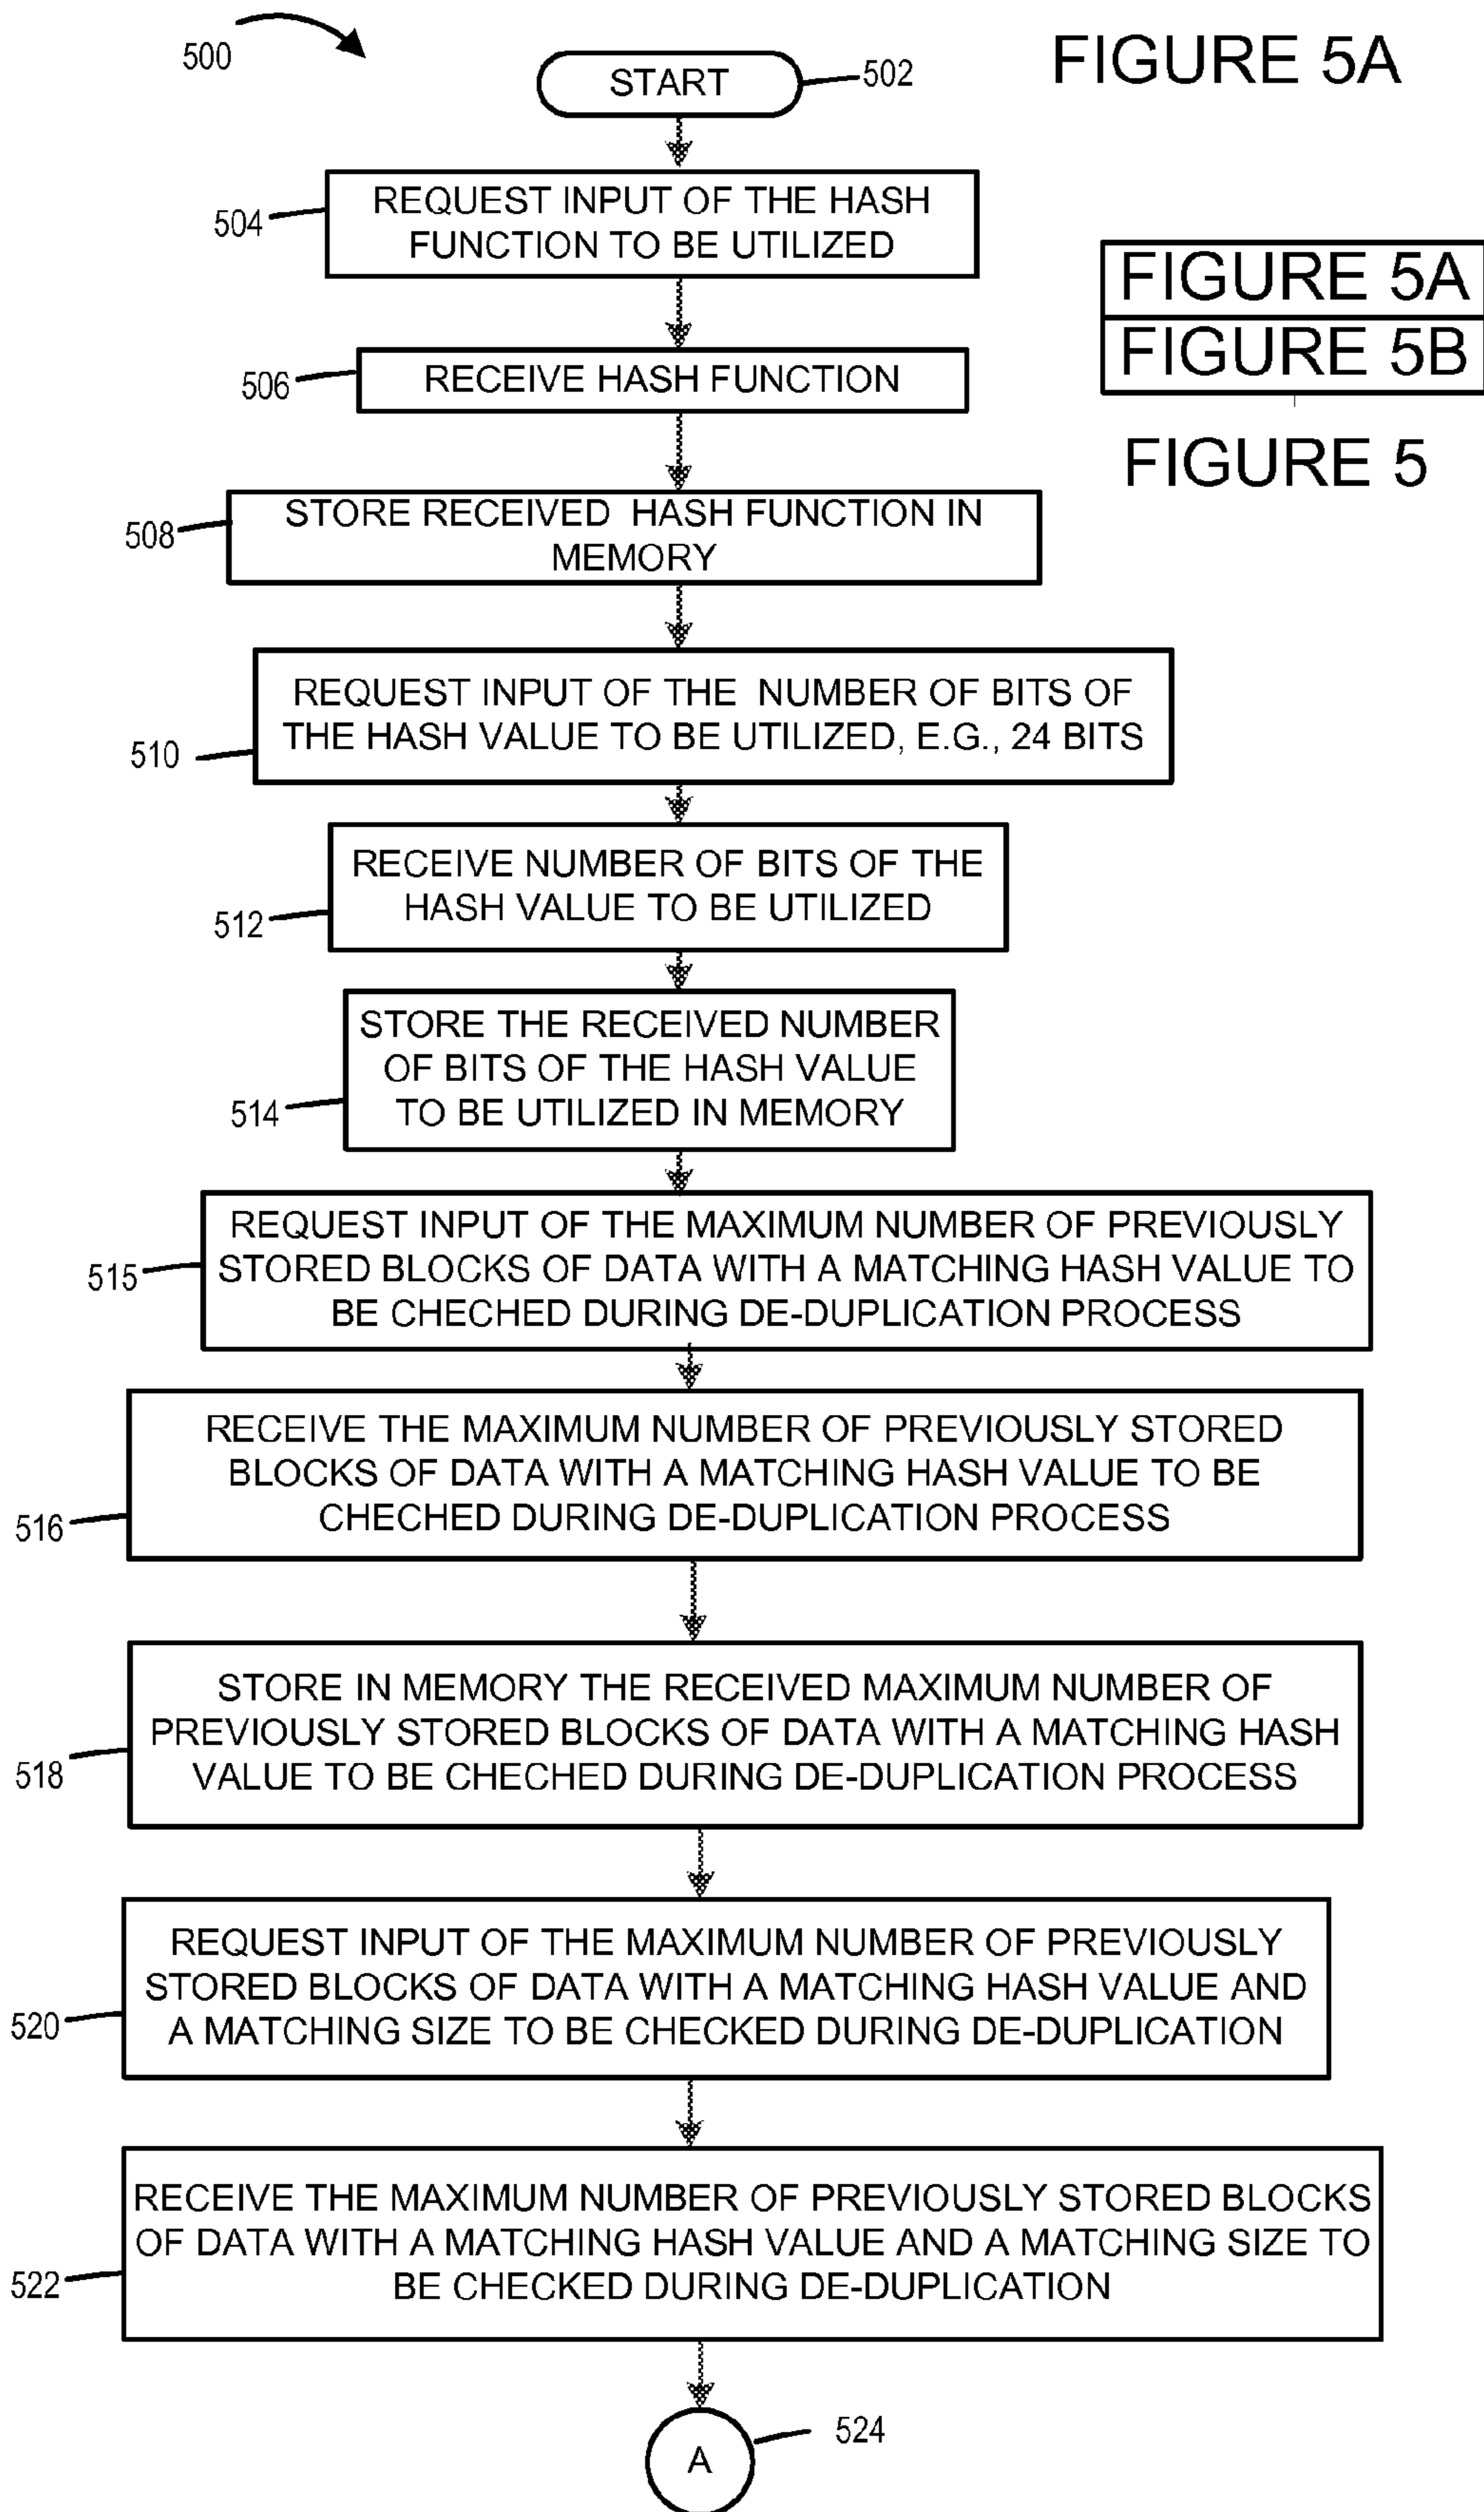 500
START
502
FIGURE 5A
504
REQUEST INPUT OF THE HASH
FUNCTION TO BE UTILIZED
FIGURE 5A
FIGURE 5B
FIGURE 5
506
RECEIVE HASH FUNCTION
508
STORE RECEIVED HASH FUNCTION IN
MEMORY
510
REQUEST INPUT OF THE NUMBER OF BITS OF
THE HASH VALUE TO BE UTILIZED, E.G., 24 BITS
512
RECEIVE NUMBER OF BITS OF THE
HASH VALUE TO BE UTILIZED
514
STORE THE RECEIVED NUMBER
OF BITS OF THE HASH VALUE
TO BE UTILIZED IN MEMORY
515
REQUEST INPUT OF THE MAXIMUM NUMBER OF PREVIOUSLY
STORED BLOCKS OF DATA WITH A MATCHING HASH VALUE TO
BE CHECHED DURING DE-DUPLICATION PROCESS
516
RECEIVE THE MAXIMUM NUMBER OF PREVIOUSLY STORED
BLOCKS OF DATA WITH A MATCHING HASH VALUE TO BE
CHECHED DURING DE-DUPLICATION PROCESS
518
STORE IN MEMORY THE RECEIVED MAXIMUM NUMBER OF
PREVIOUSLY STORED BLOCKS OF DATA WITH A MATCHING HASH
VALUE TO BE CHECHED DURING DE-DUPLICATION PROCESS
520
REQUEST INPUT OF THE MAXIMUM NUMBER OF PREVIOUSLY
STORED BLOCKS OF DATA WITH A MATCHING HASH VALUE AND
A MATCHING SIZE TO BE CHECKED DURING DE-DUPLICATION
522
RECEIVE THE MAXIMUM NUMBER OF PREVIOUSLY STORED BLOCKS
OF DATA WITH A MATCHING HASH VALUE AND A MATCHING SIZE TO
BE CHECKED DURING DE-DUPLICATION
A
524